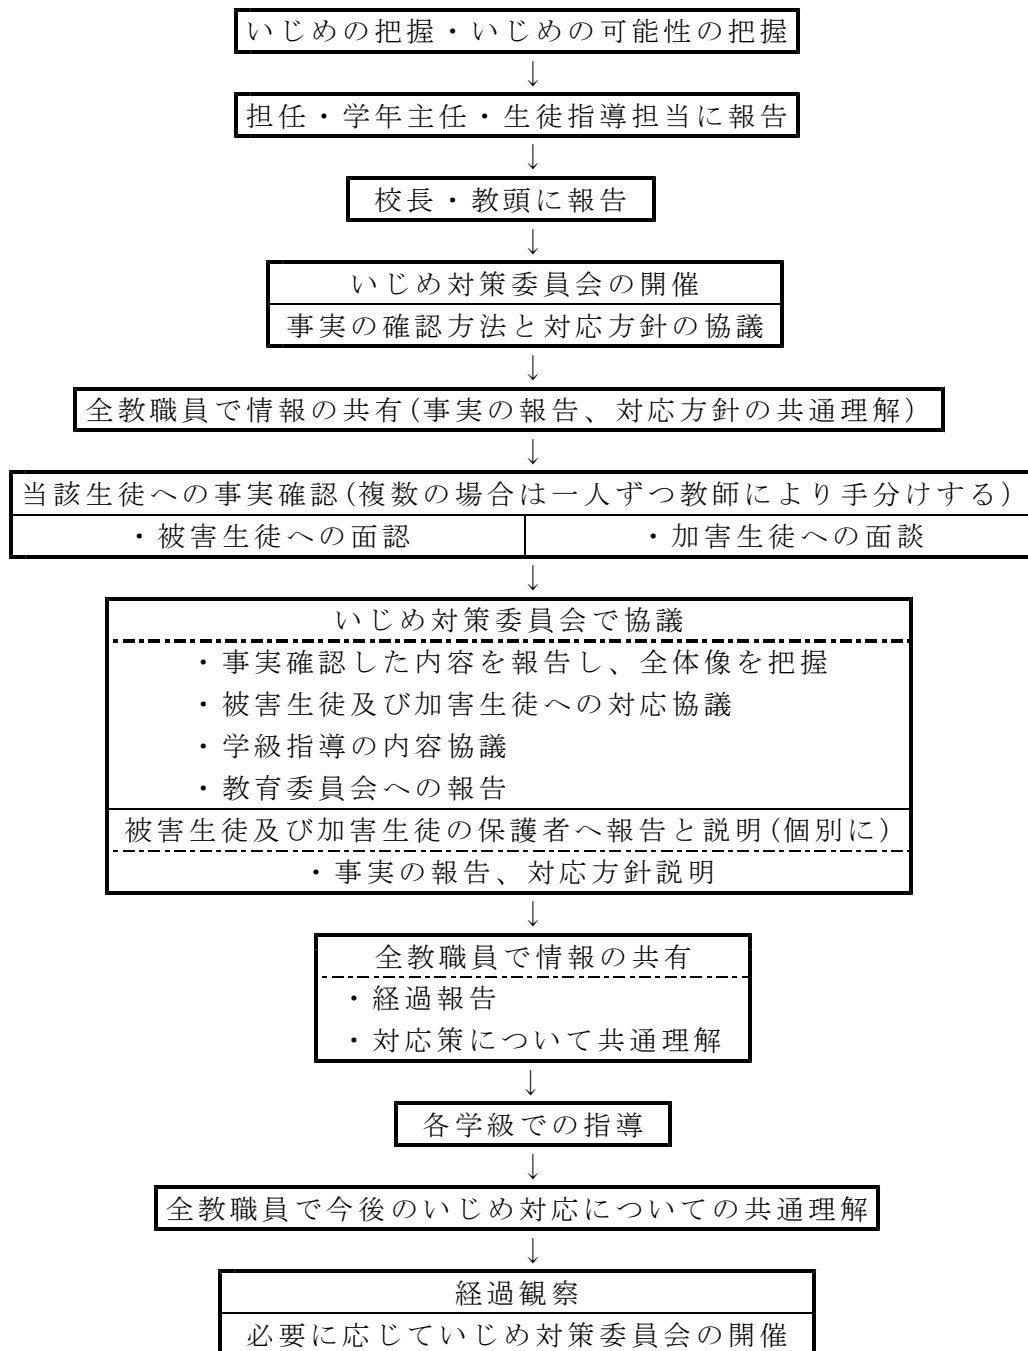 いじめの把握・いじめの可能性の把握
↓
担任・学年主任・生徒指導担当に報告
↓
校長・教頭に報告
↓
いじめ対策委員会の開催
事実の確認方法と対応方針の協議
↓
全教職員で情報の共有(事実の報告、対応方針の共通理解)
↓
当該生徒への事実確認(複数の場合は一人ずつ教師により手分けする)
・被害生徒への面認
・加害生徒への面談
↓
いじめ対策委員会で協議
・事実確認した内容を報告し、全体像を把握
・被害生徒及び加害生徒への対応協議
・学級指導の内容協議
・教育委員会への報告
被害生徒及び加害生徒の保護者へ報告と説明(個別に)
・事実の報告、対応方針説明
↓
全教職員で情報の共有
・経過報告
・対応策について共通理解
↓
各学級での指導
↓
全教職員で今後のいじめ対応についての共通理解
↓
経過観察
必要に応じていじめ対策委員会の開催